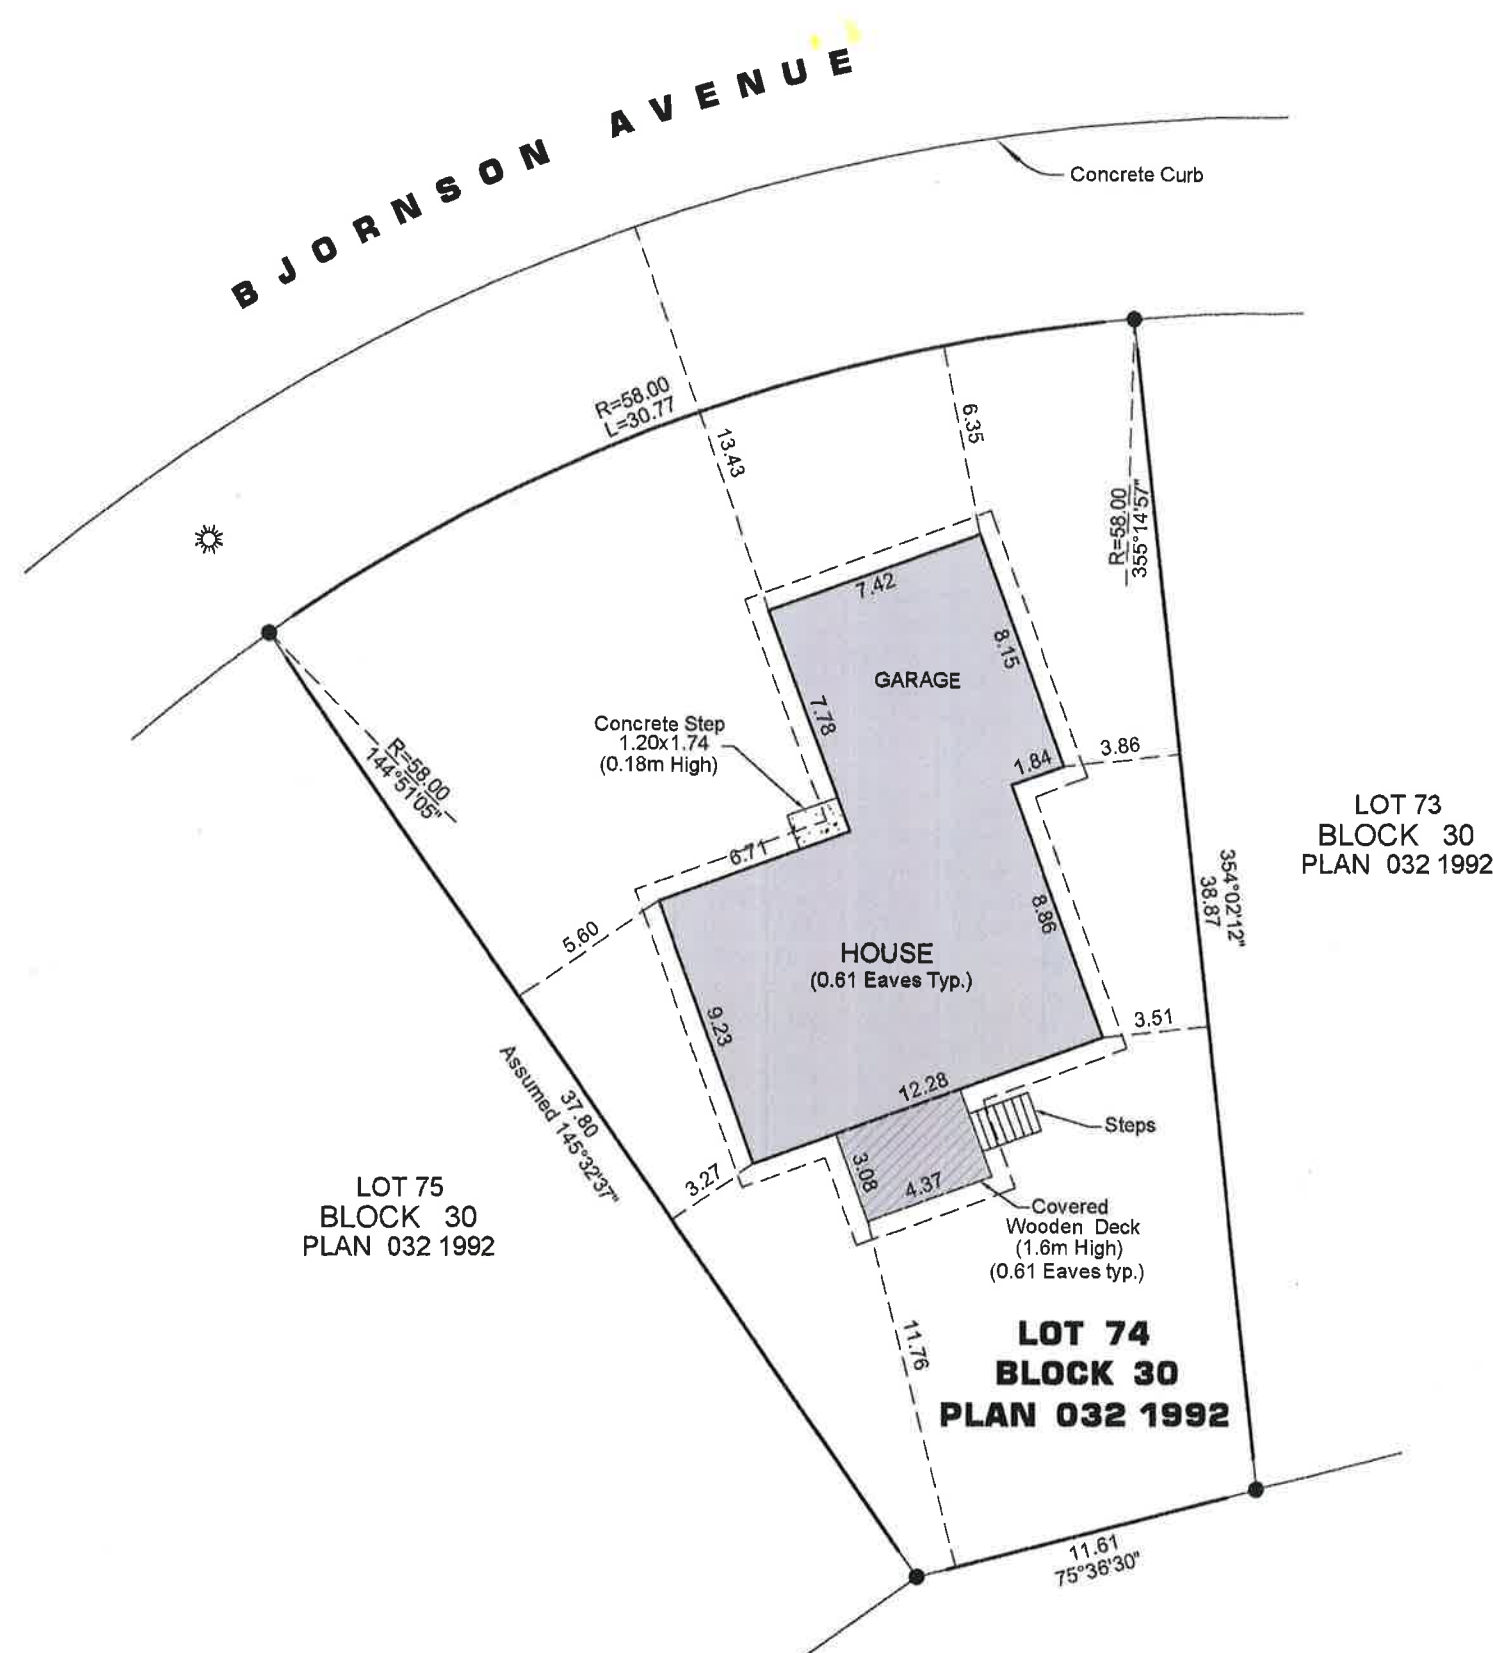 BJORNSON AVENUE
Concrete Curb
R=58.00
L=30.77
13.43
6.35
R=58.00
355°14'57"
7.42
8.15
GARAGE
7.78
Concrete Step
1.20x1.74
(0.18m High)
R=58.00
144°51'05"
1.84
3.86
LOT 73
BLOCK 30
PLAN 032 1992
6.71
354°02'12"
38.87
8.86
5.60
HOUSE
(0.61 Eaves Typ.)
9.23
3.51
37.80
Assumed 145°32'37"
12.28
Steps
3.27
3.08
4.37
LOT 75
BLOCK 30
PLAN 032 1992
Covered
Wooden Deck
(1.6m High)
(0.61 Eaves typ.)
11.76
LOT 74
BLOCK 30
PLAN 032 1992
11.61
75°36'30"